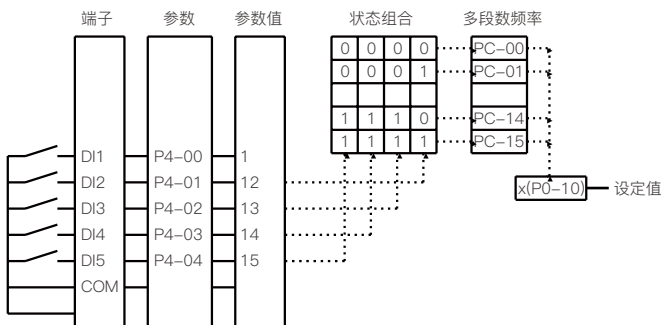 端子 参数 参数值 状态组合 多段数频率
0 0 0 0 PC-00
0 0 0 1 PC-01
1 1 1 0 PC-14
1 1 1 1 PC-15
DI1 P4-00 1
DI2 P4-01 12
x(P0-10) 设定值
DI3 P4-02 13
DI4 P4-03 14
DI5 P4-04 15
COM